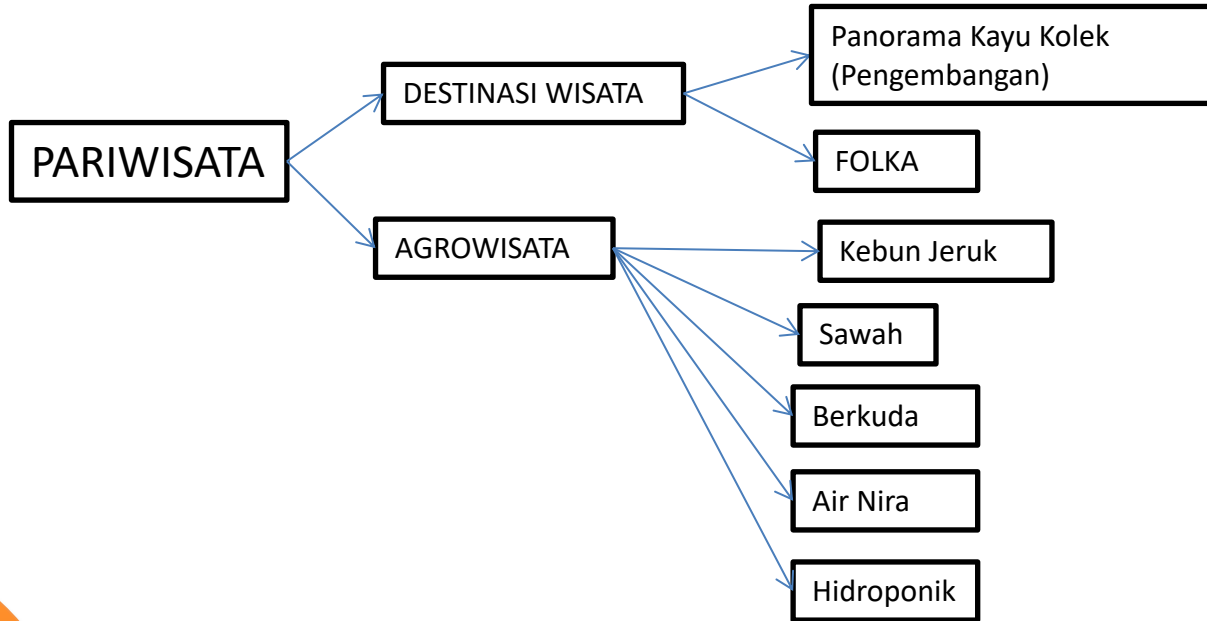 PARIWISATA
DESTINASI WISATA
Panorama Kayu Kolek
(Pengembangan)
FOLKA
AGROWISATA
Kebun Jeruk
Sawah
Berkuda
Air Nira
Hidroponik